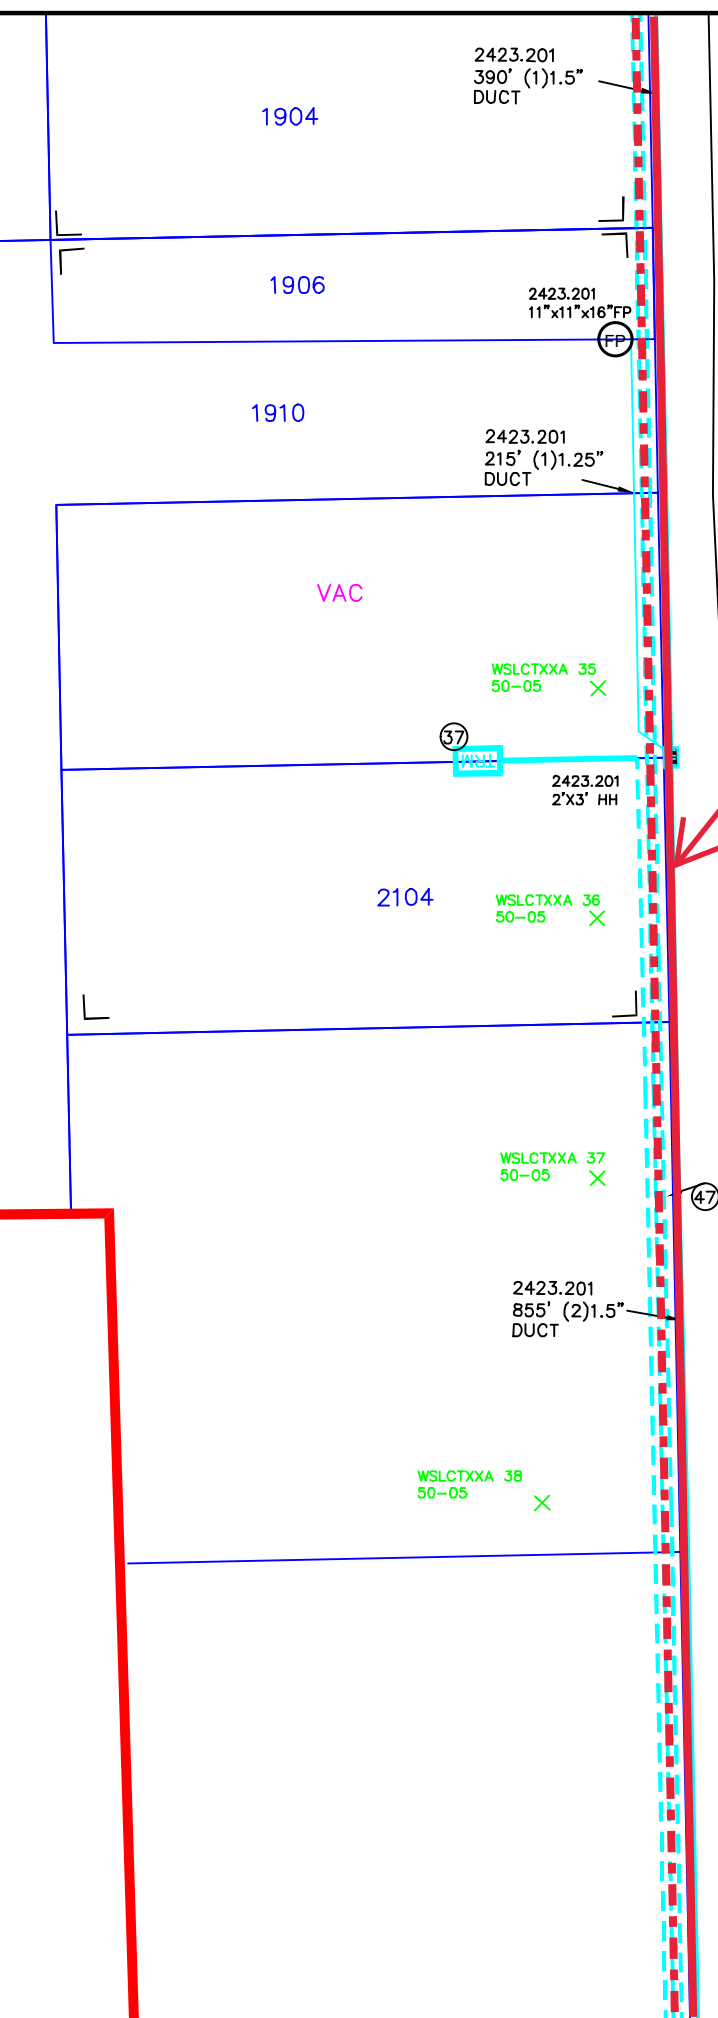 2423.201
390' (1)1.5"
DUCT
1904
1906
2423.201
11"x11"x16"FP
FP
1910
2423.201
215' (1)1.25"
DUCT
VAC
WSLCTXXA 35
50-05
37
TRM
2423.201
2'X3' HH
2104
WSLCTXXA 36
50-05
WSLCTXXA 37
50-05
47
2423.201
855' (2)1.5"
DUCT
WSLCTXXA 38
50-05